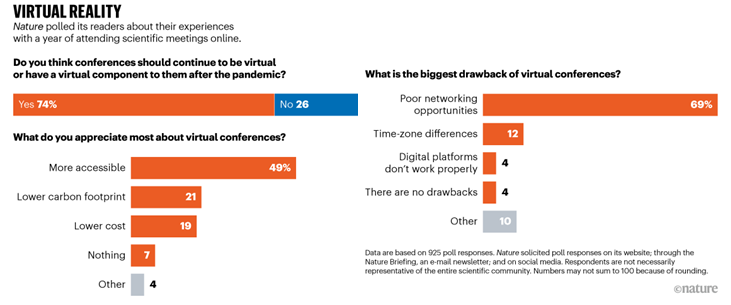 VIRTUAL REALITY
Nature polled its readers about their experiences
with a year of attending scientific meetings online.
Do you think conferences should continue to be virtual
or have a virtual component to them after the pandemic?
Yes 74% No 26
What do you appreciate most about virtual conferences?
More accessible 49%
Lower carbon footprint 21
Lower cost 19
Nothing 7
Other 4
What is the biggest drawback of virtual conferences?
Poor networking
opportunities 69%
Time-zone differences 12
Digital platforms
don't work properly 4
There are no drawbacks 4
Other 10
Data are based on 925 poll responses. Nature solicited poll responses on its website; through the
Nature Briefing, an e-mail newsletter; and on social media. Respondents are not necessarily
representative of the entire scientific community. Numbers may not sum to 100 because of rounding.
©nature